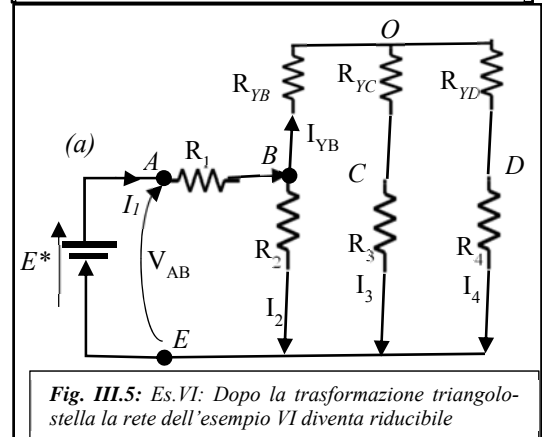 O
R_YB R_YC R_YD
(a) A R_1 B I_YB C D
I_1
E* V_AB R_2 R_3 R_4
I_2 I_3 I_4
E
Fig. III.5: Es.VI: Dopo la trasformazione triangolo-
stella la rete dell'esempio VI diventa riducibile